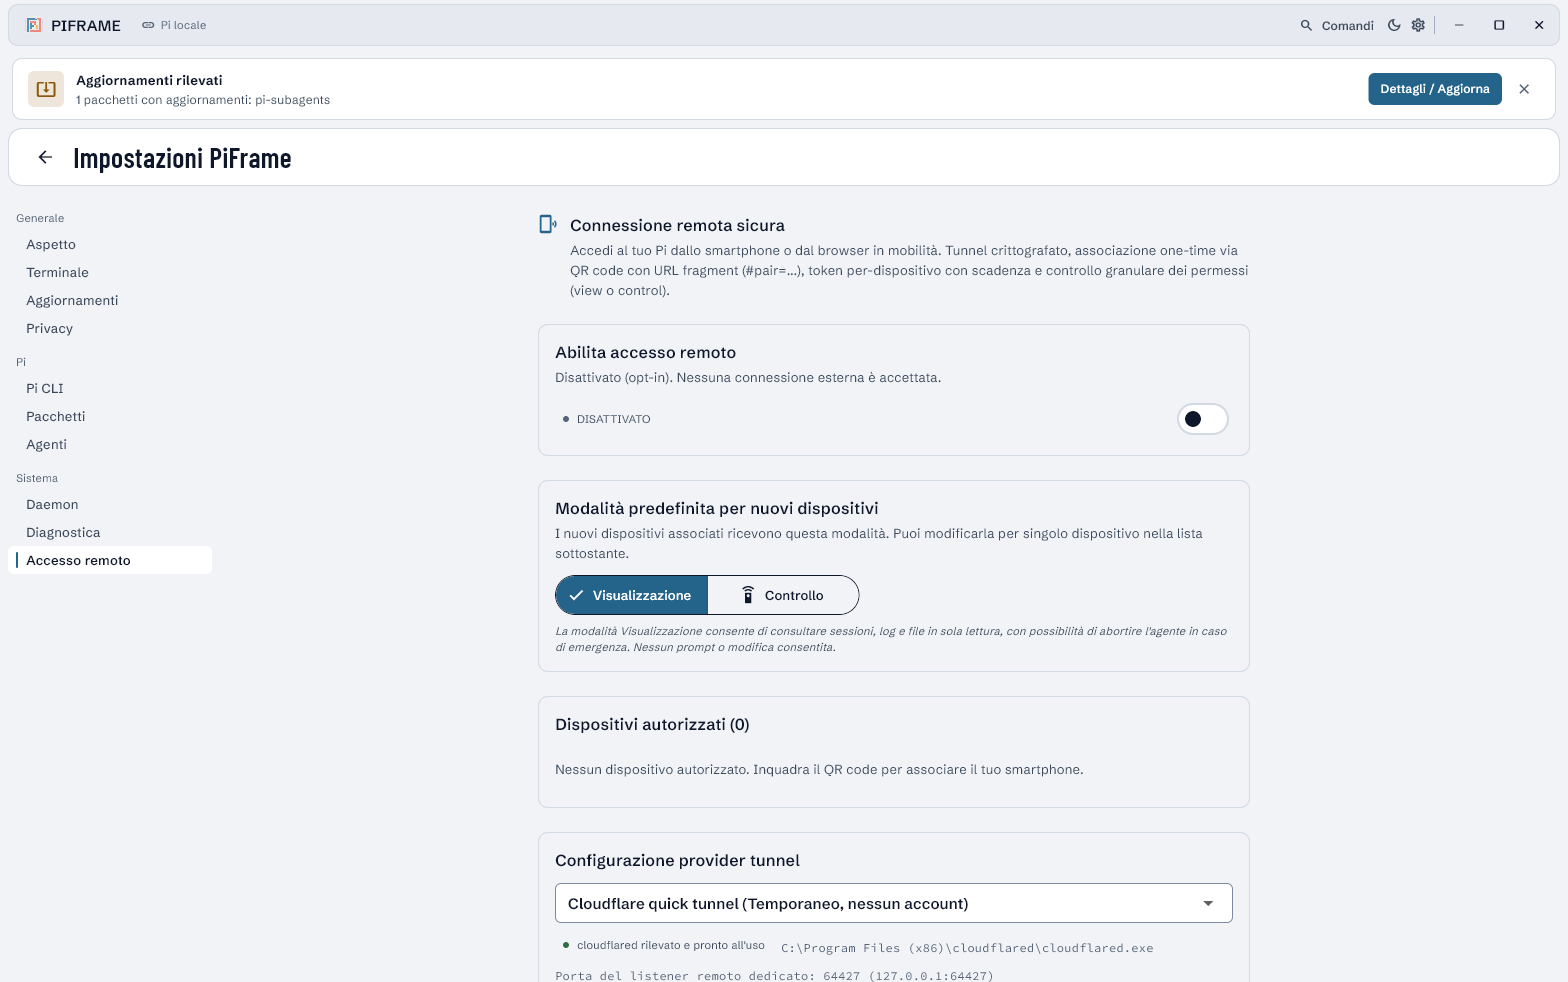 PIFRAME
Pi locale
Comandi
Aggiornamenti rilevati
1 pacchetti con aggiornamenti: pi-subagents
Dettagli / Aggiorna
Impostazioni PiFrame
Generale
Aspetto
Terminale
Aggiornamenti
Privacy
Pi
Pi CLI
Pacchetti
Agenti
Sistema
Daemon
Diagnostica
Accesso remoto
Connessione remota sicura
Accedi al tuo Pi dallo smartphone o dal browser in mobilità. Tunnel crittografato, associazione one-time via
QR code con URL fragment (#pair=…), token per-dispositivo con scadenza e controllo granulare dei permessi
(view o control).
Abilita accesso remoto
Disattivato (opt-in). Nessuna connessione esterna è accettata.
DISATTIVATO
Modalità predefinita per nuovi dispositivi
I nuovi dispositivi associati ricevono questa modalità. Puoi modificarla per singolo dispositivo nella lista
sottostante.
Visualizzazione
Controllo
La modalità Visualizzazione consente di consultare sessioni, log e file in sola lettura, con possibilità di abortire l'agente in caso
di emergenza. Nessun prompt o modifica consentita.
Dispositivi autorizzati (0)
Nessun dispositivo autorizzato. Inquadra il QR code per associare il tuo smartphone.
Configurazione provider tunnel
Cloudflare quick tunnel (Temporaneo, nessun account)
cloudflared rilevato e pronto all'uso C:\Program Files (x86)\cloudflared\cloudflared.exe
Porta del listener remoto dedicato: 64427 (127.0.0.1:64427)